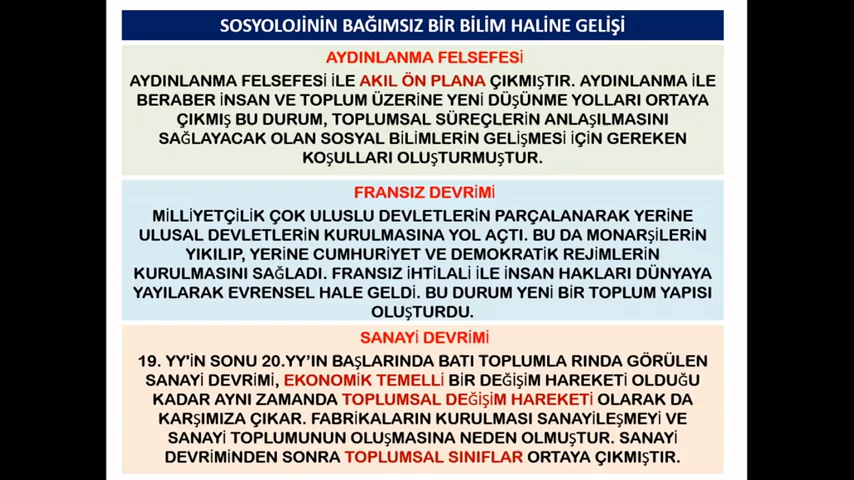 SOSYOLOJİNİN BAĞIMSIZ BİR BİLİM HALİNE GELİŞİ
AYDINLANMA FELSEFESİ
AYDINLANMA FELSEFESİ İLE AKIL ÖN PLANA ÇIKMIŞTIR. AYDINLANMA İLE
BERABER İNSAN VE TOPLUM ÜZERİNE YENİ DÜŞÜNME YOLLARI ORTAYA
ÇIKMIŞ BU DURUM, TOPLUMSAL SÜREÇLERİN ANLAŞILMASINI
SAĞLAYACAK OLAN SOSYAL BİLİMLERİN GELİŞMESİ İÇİN GEREKEN
KOŞULLARI OLUŞTURMUŞTUR.
FRANSIZ DEVRİMİ
MİLLİYETÇİLİK ÇOK ULUSLU DEVLETLERİN PARÇALANARAK YERİNE
ULUSAL DEVLETLERİN KURULMASINA YOL AÇTI. BU DA MONARŞİLERİN
YIKILIP, YERİNE CUMHURİYET VE DEMOKRATİK REJİMLERİN
KURULMASINI SAĞLADI. FRANSIZ İHTİLALİ İLE İNSAN HAKLARI DÜNYAYA
YAYILARAK EVRENSEL HALE GELDİ. BU DURUM YENİ BİR TOPLUM YAPISI
OLUŞTURDU.
SANAYİ DEVRİMİ
19. YY'İN SONU 20.YY'IN BAŞLARINDA BATI TOPLUMLA RINDA GÖRÜLEN
SANAYİ DEVRİMİ, EKONOMİK TEMELLİ BİR DEĞİŞİM HAREKETİ OLDUĞU
KADAR AYNI ZAMANDA TOPLUMSAL DEĞİŞİM HAREKETİ OLARAK DA
KARŞIMIZA ÇIKAR. FABRİKALARIN KURULMASI SANAYİLEŞMEYİ VE
SANAYİ TOPLUMUNUN OLUŞMASINA NEDEN OLMUŞTUR. SANAYİ
DEVRİMİNDEN SONRA TOPLUMSAL SINIFLAR ORTAYA ÇIKMIŞTIR.